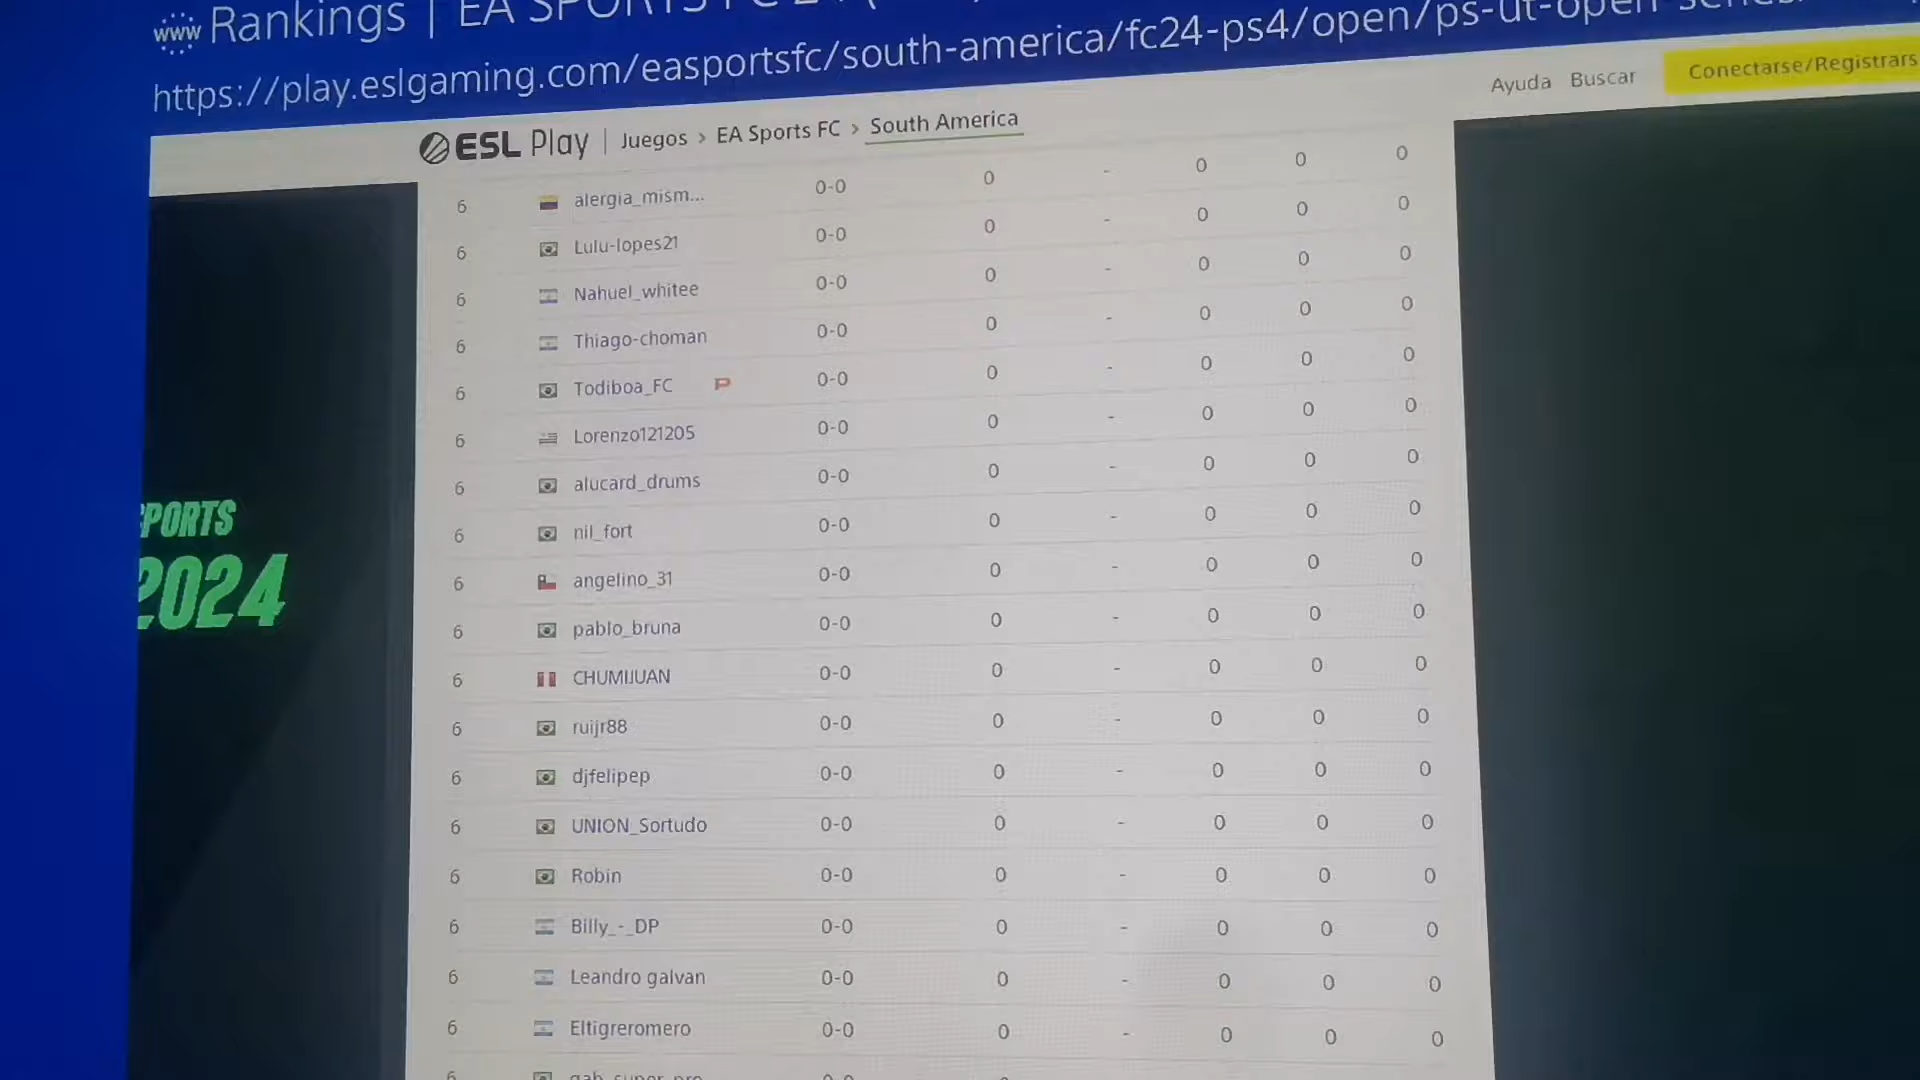 www Rankings | EA SPORTS FC 24
https://play.eslgaming.com/easportsfc/south-america/fc24-ps4/open/ps-ut-open-series
Ayuda Buscar Conectarse/Registrars
ESL Play | Juegos > EA Sports FC > South America
6 alergia_mism... 0-0 0 - 0 0 0
6 Lulu-lopes21 0-0 0 - 0 0 0
6 Nahuel_whitee 0-0 0 - 0 0 0
6 Thiago-choman 0-0 0 - 0 0 0
6 Todiboa_FC P 0-0 0 - 0 0 0
6 Lorenzo121205 0-0 0 - 0 0 0
6 alucard_drums 0-0 0 - 0 0 0
6 nil_fort 0-0 0 - 0 0 0
6 angelino_31 0-0 0 - 0 0 0
6 pablo_bruna 0-0 0 - 0 0 0
6 CHUMIJUAN 0-0 0 - 0 0 0
6 ruijr88 0-0 0 - 0 0 0
6 djfelipep 0-0 0 - 0 0 0
6 UNION_Sortudo 0-0 0 - 0 0 0
6 Robin 0-0 0 - 0 0 0
6 Billy_-_DP 0-0 0 - 0 0 0
6 Leandro galvan 0-0 0 - 0 0 0
6 Eltigreromero 0-0 0 - 0 0 0
6 gab_super_pro 0-0
SPORTS
2024